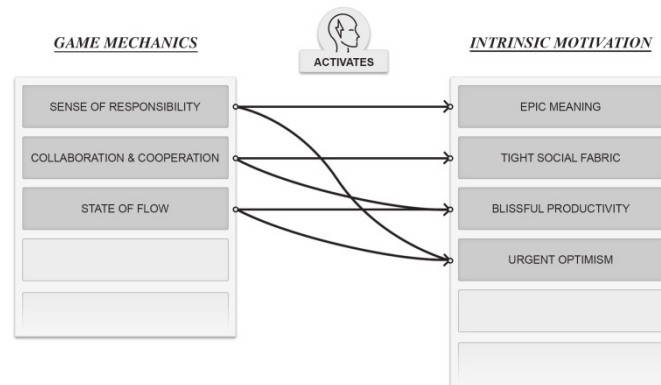 GAME MECHANICS
ACTIVATES
INTRINSIC MOTIVATION
SENSE OF RESPONSIBILITY
EPIC MEANING
COLLABORATION & COOPERATION
TIGHT SOCIAL FABRIC
STATE OF FLOW
BLISSFUL PRODUCTIVITY
URGENT OPTIMISM